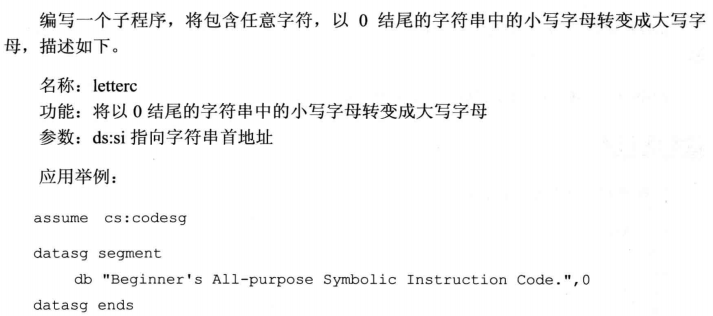 编写一个子程序，将包含任意字符，以 0 结尾的字符串中的小写字母转变成大写字
母，描述如下。
名称：letterc
功能：将以 0 结尾的字符串中的小写字母转变成大写字母
参数：ds:si 指向字符串首地址
应用举例：
assume cs:codesg
datasg segment
db "Beginner's All-purpose Symbolic Instruction Code.",0
datasg ends